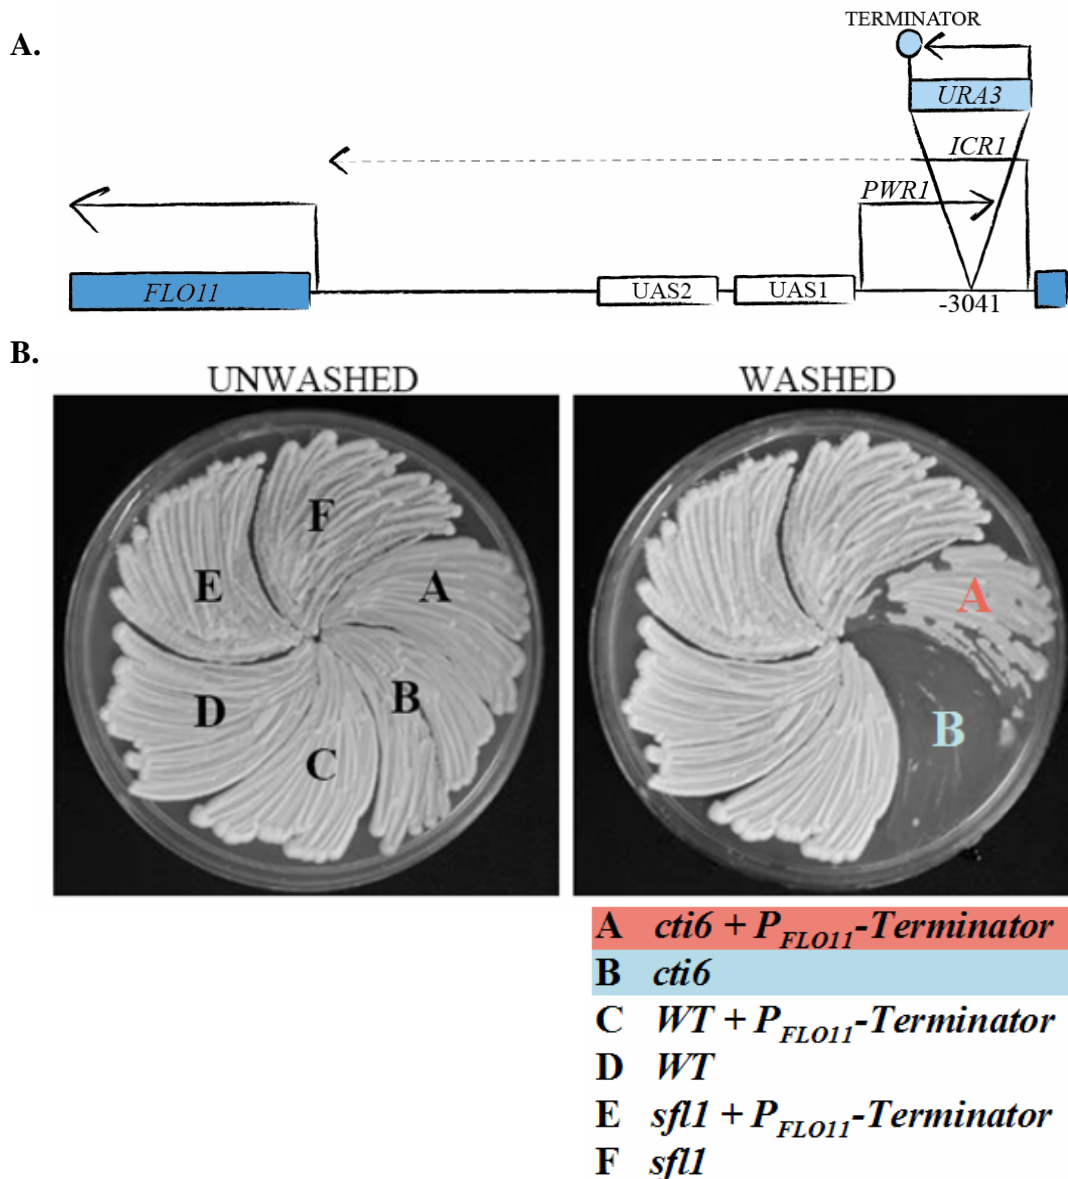 A.
TERMINATOR
URA3
ICR1
PWR1
FLO11
UAS2
UAS1
-3041
B.
UNWASHED
WASHED
F
E
A
D
B
C
A
B
A cti6 + PFLO11-Terminator
B cti6
C WT + PFLO11-Terminator
D WT
E sfl1 + PFLO11-Terminator
F sfl1